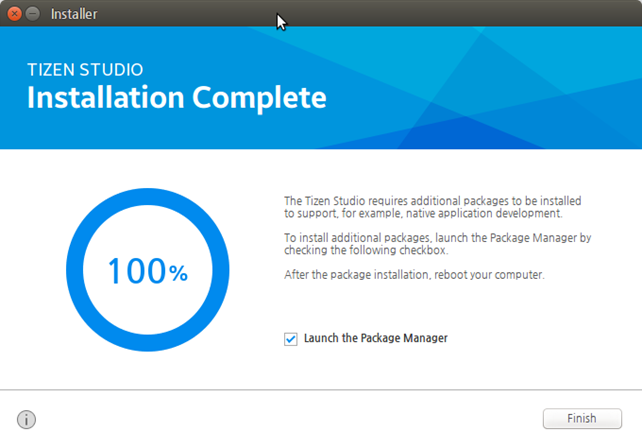 Installer
TIZEN STUDIO
Installation Complete
100%
The Tizen Studio requires additional packages to be installed
to support, for example, native application development.
To install additional packages, launch the Package Manager by
checking the following checkbox.
After the package installation, reboot your computer.
Launch the Package Manager
i
Finish